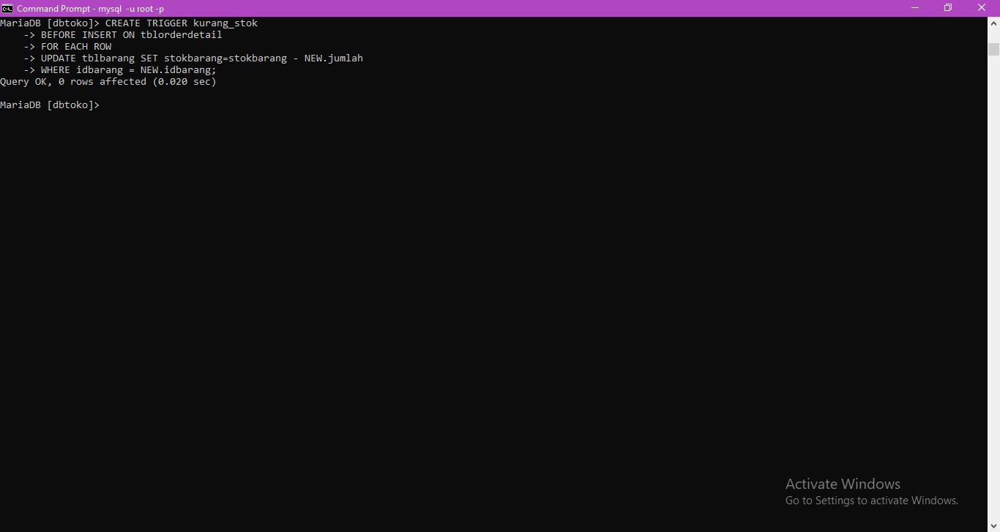 Command Prompt - mysql -u root -p
MariaDB [dbtoko]> CREATE TRIGGER kurang_stok
    -> BEFORE INSERT ON tblorderdetail
    -> FOR EACH ROW
    -> UPDATE tblbarang SET stokbarang=stokbarang - NEW.jumlah
    -> WHERE idbarang = NEW.idbarang;
Query OK, 0 rows affected (0.020 sec)
MariaDB [dbtoko]>
Activate Windows
Go to Settings to activate Windows.